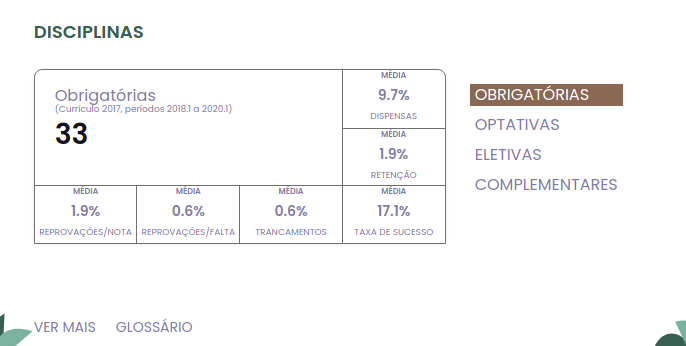 DISCIPLINAS
Obrigatórias
(Currículo 2017, períodos 2018.1 a 2020.1)
33
MÉDIA
9.7%
DISPENSAS
MÉDIA
1.9%
RETENÇÃO
MÉDIA
1.9%
REPROVAÇÕES/NOTA
MÉDIA
0.6%
REPROVAÇÕES/FALTA
MÉDIA
0.6%
TRANCAMENTOS
MÉDIA
17.1%
TAXA DE SUCESSO
OBRIGATÓRIAS
OPTATIVAS
ELETIVAS
COMPLEMENTARES
VER MAIS GLOSSÁRIO